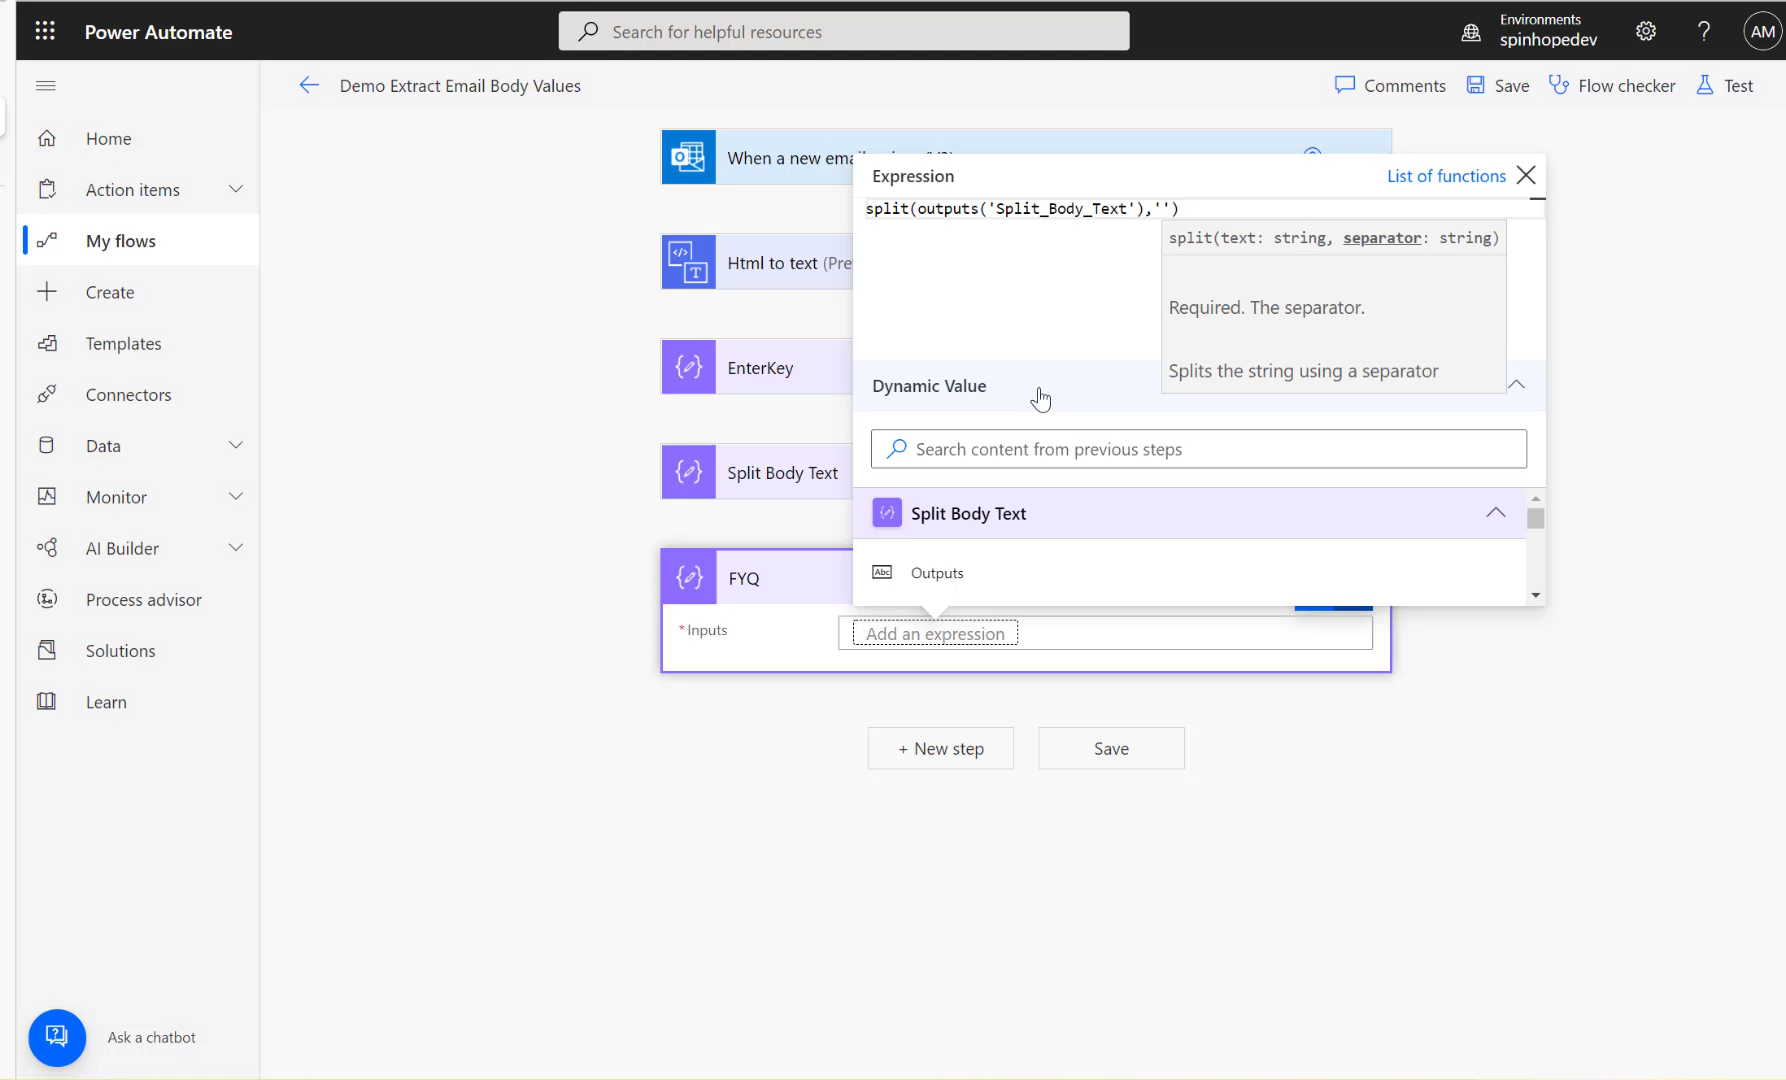 Power Automate
Search for helpful resources
Environments
spinhopedev
?
AM
Demo Extract Email Body Values
Comments
Save
Flow checker
Test
Home
Action items
My flows
Create
Templates
Connectors
Data
Monitor
AI Builder
Process advisor
Solutions
Learn
Ask a chatbot
When a new
Html to text
EnterKey
Split Body Text
FYQ
* Inputs
Add an expression
+ New step
Save
Expression
List of functions
split(outputs('Split_Body_Text'),'')
split(text: string, separator: string)
Required. The separator.
Splits the string using a separator
Dynamic Value
Search content from previous steps
Split Body Text
Abc
Outputs